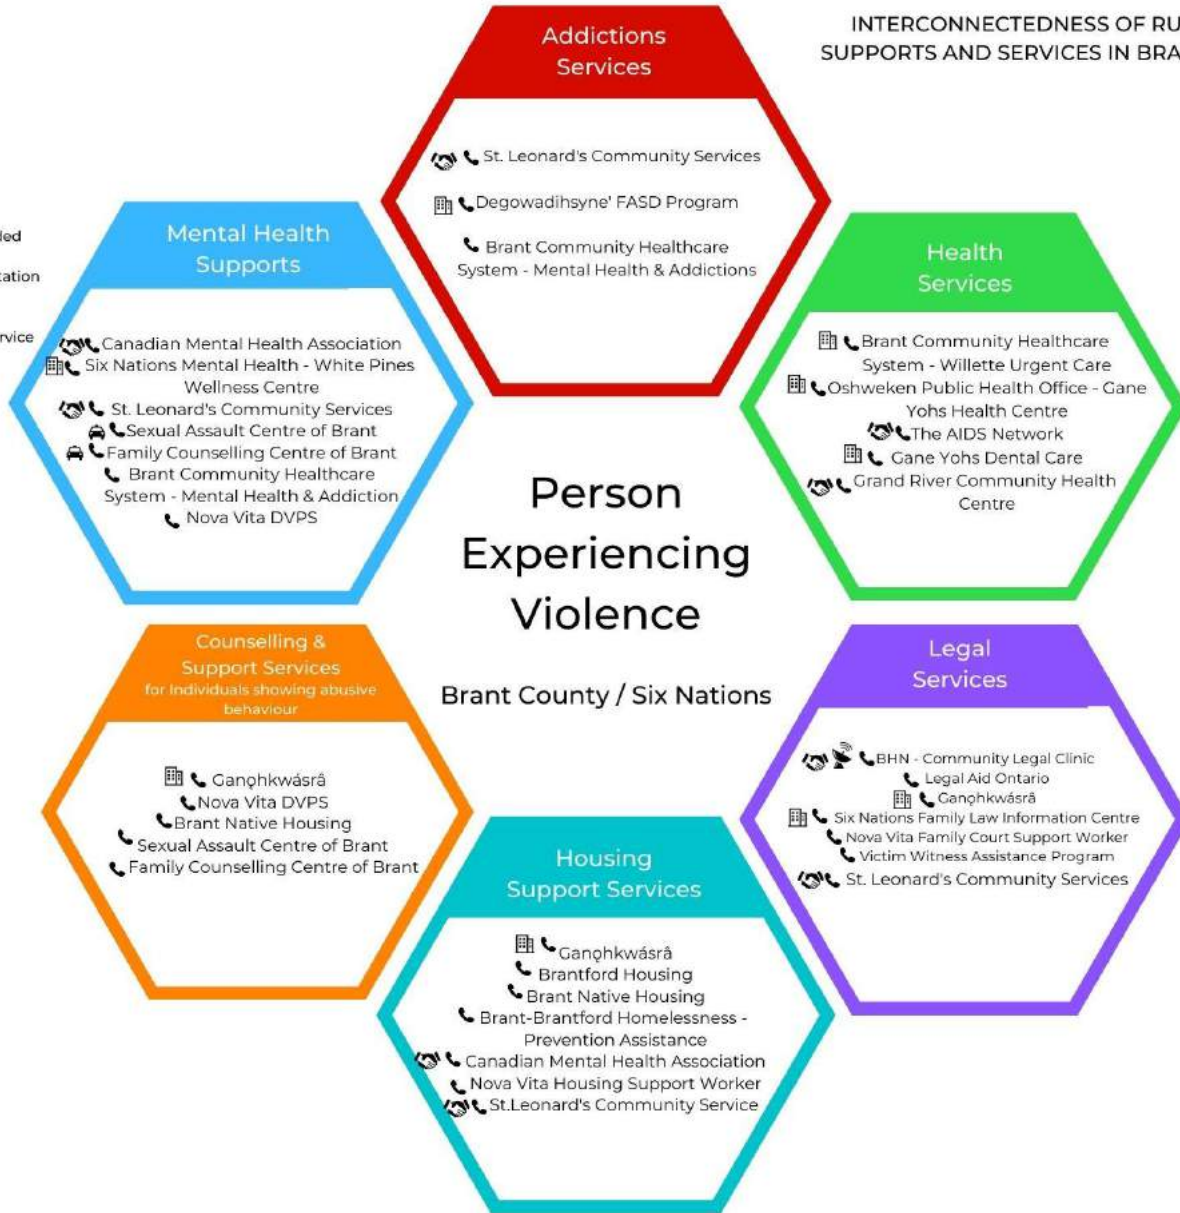 INTERCONNECTEDNESS OF RU
SUPPORTS AND SERVICES IN BRA
Addictions
Services
St. Leonard's Community Services
Degowadihsyne' FASD Program
Brant Community Healthcare
System - Mental Health & Addictions
ded
tation
rvice
Mental Health
Supports
Canadian Mental Health Association
Six Nations Mental Health - White Pines
Wellness Centre
St. Leonard's Community Services
Sexual Assault Centre of Brant
Family Counselling Centre of Brant
Brant Community Healthcare
System - Mental Health & Addiction
Nova Vita DVPS
Health
Services
Brant Community Healthcare
System - Willette Urgent Care
Oshweken Public Health Office - Gane
Yohs Health Centre
The AIDS Network
Gane Yohs Dental Care
Grand River Community Health
Centre
Person
Experiencing
Violence
Brant County / Six Nations
Counselling &
Support Services
for Individuals showing abusive
behaviour
Ganǫhkwásrâ
Nova Vita DVPS
Brant Native Housing
Sexual Assault Centre of Brant
Family Counselling Centre of Brant
Legal
Services
BHN - Community Legal Clinic
Legal Aid Ontario
Ganǫhkwásrâ
Six Nations Family Law Information Centre
Nova Vita Family Court Support Worker
Victim Witness Assistance Program
St. Leonard's Community Services
Housing
Support Services
Ganǫhkwásrâ
Brantford Housing
Brant Native Housing
Brant-Brantford Homelessness -
Prevention Assistance
Canadian Mental Health Association
Nova Vita Housing Support Worker
St.Leonard's Community Service